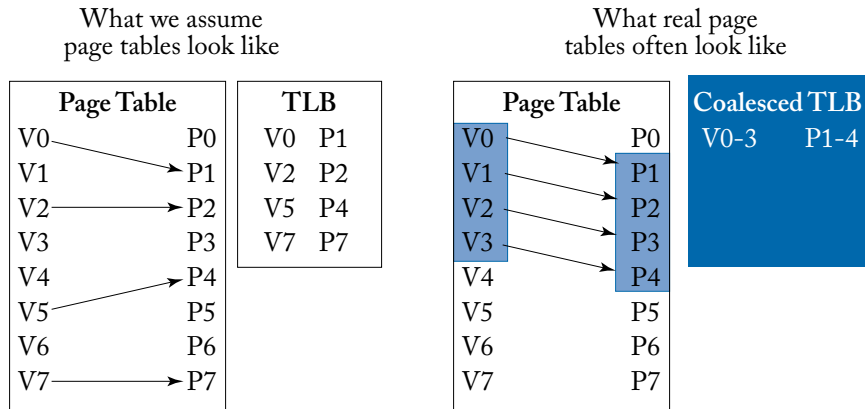 What we assume
page tables look like
Page Table
V0 P0
V1 P1
V2 P2
V3 P3
V4 P4
V5 P5
V6 P6
V7 P7
TLB
V0 P1
V2 P2
V5 P4
V7 P7
What real page
tables often look like
Page Table
V0 P0
V1 P1
V2 P2
V3 P3
V4 P4
V5 P5
V6 P6
V7 P7
Coalesced TLB
V0-3 P1-4